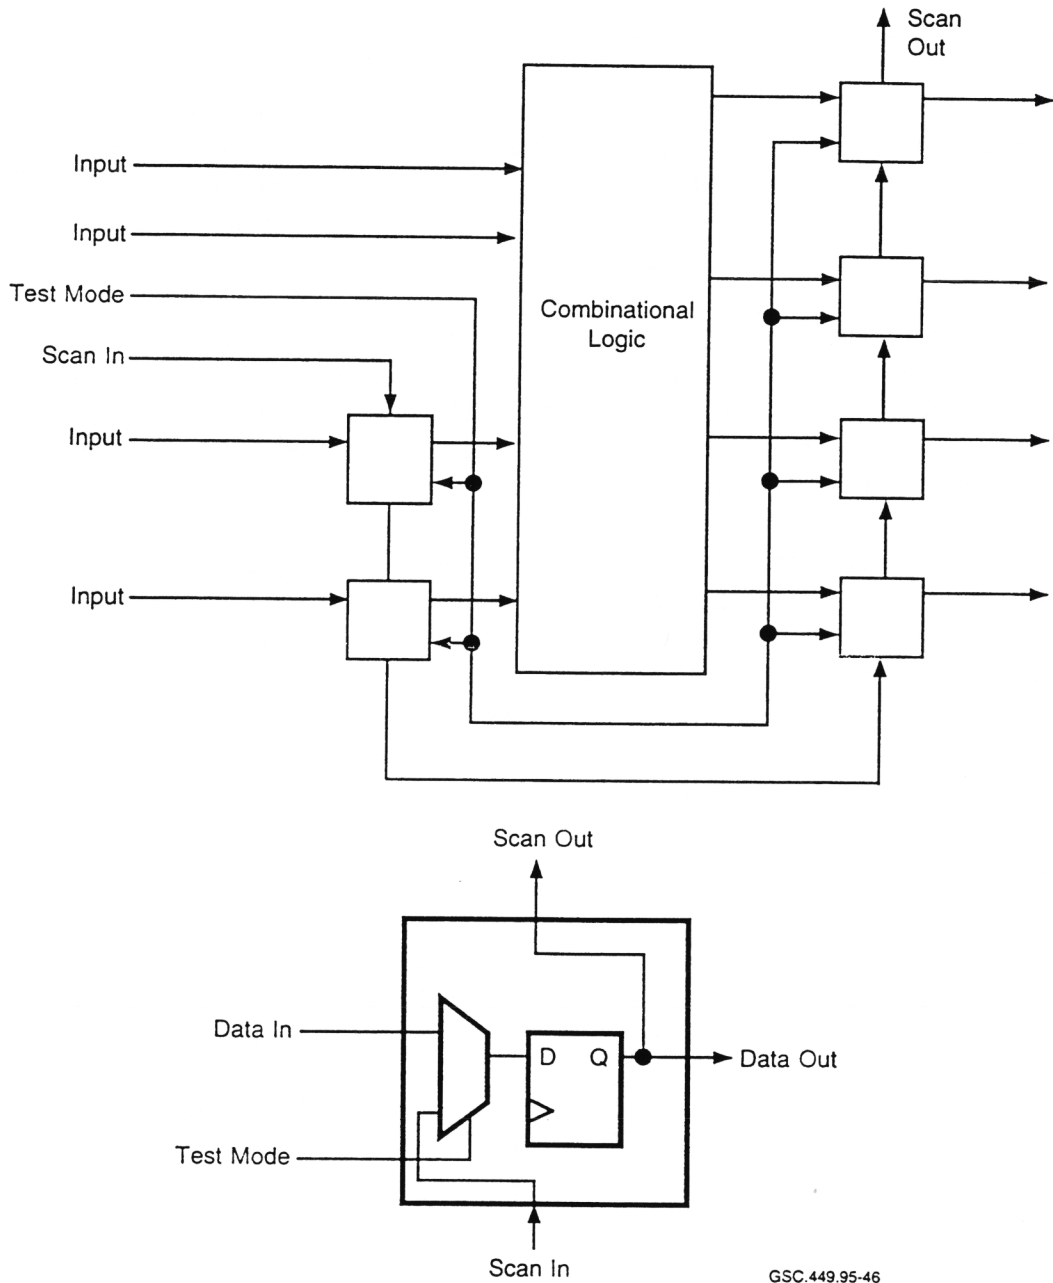 Scan
Out
Input
Input
Test Mode
Combinational
Logic
Scan In
Input
Input
Scan Out
Data In
D Q
Data Out
Test Mode
Scan In
GSC.449.95-46